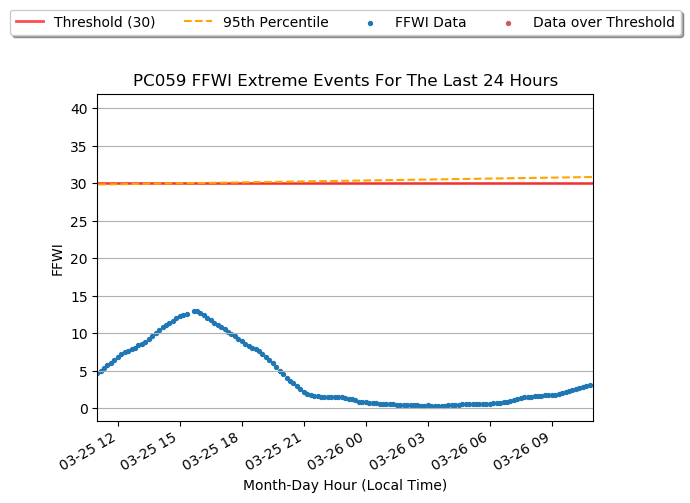 Threshold (30) 95th Percentile FFWI Data Data over Threshold
PC059 FFWI Extreme Events For The Last 24 Hours
40
35
30
25
20
15
10
5
0
FFWI
03-25 12 03-25 15 03-25 18 03-25 21 03-26 00 03-26 03 03-26 06 03-26 09
Month-Day Hour (Local Time)